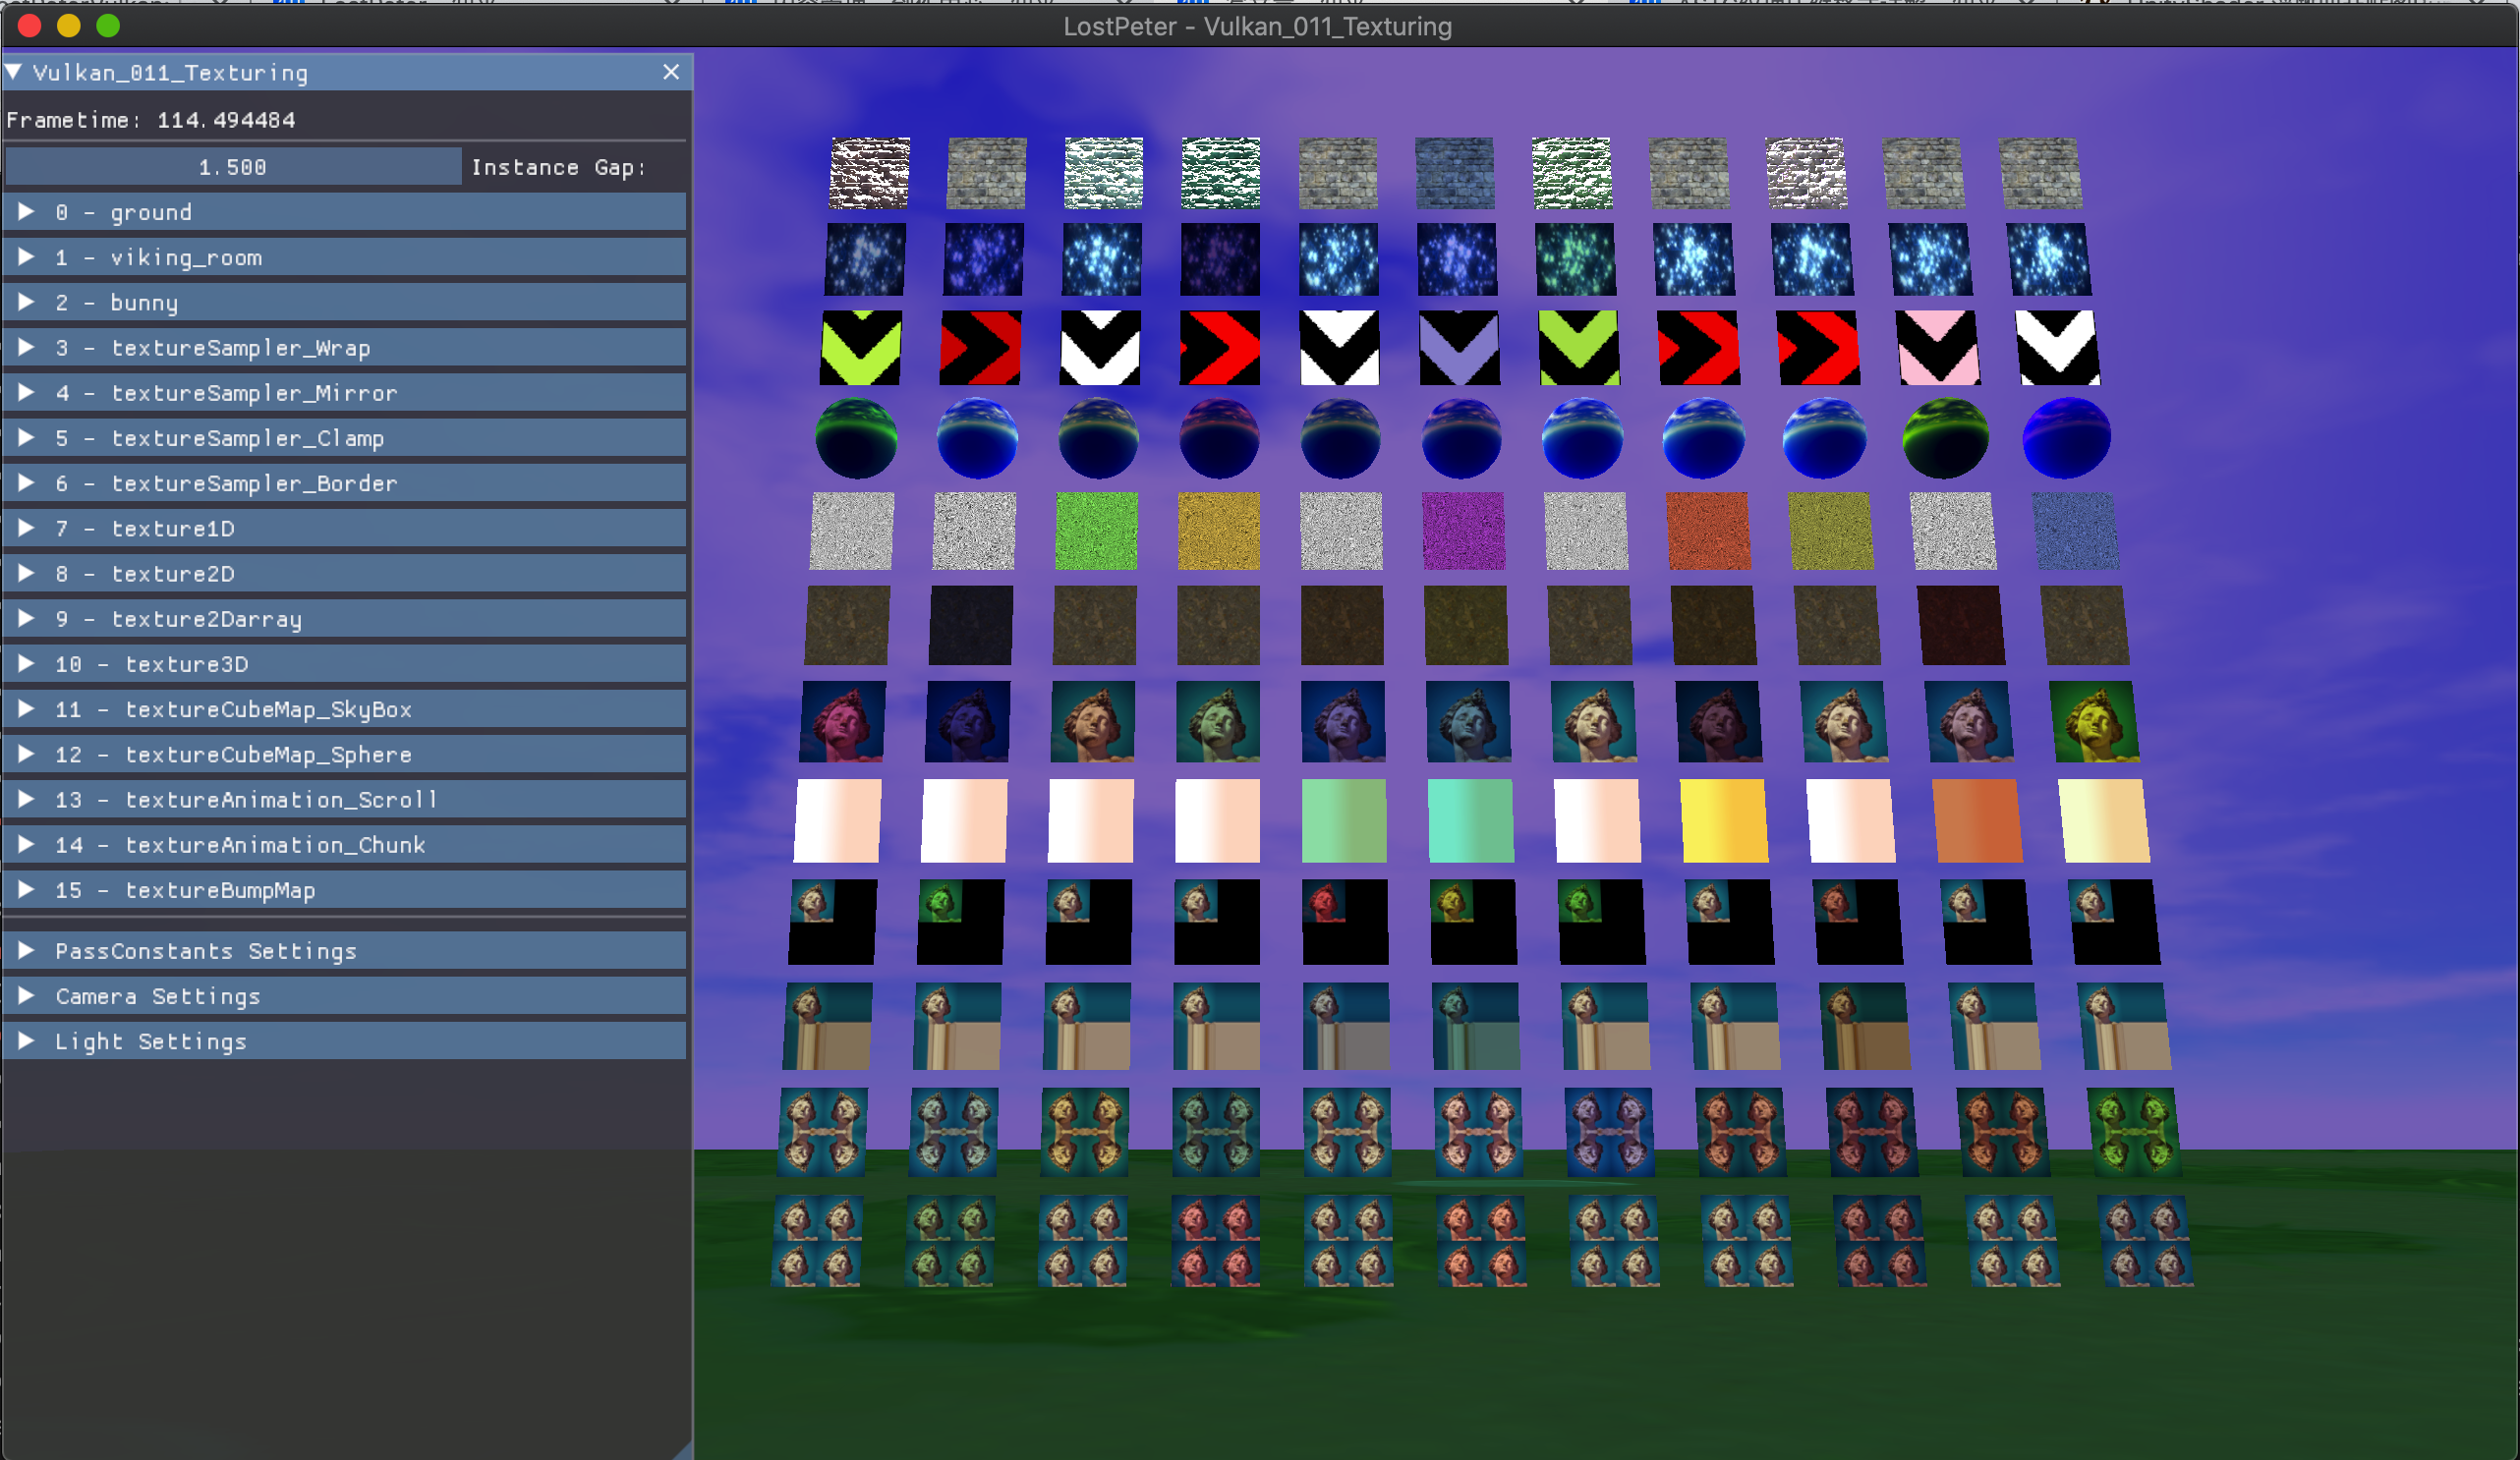 LostPeter - Vulkan_011_Texturing
Vulkan_011_Texturing
Frametime: 114.494484
1.500 Instance Gap:
0 - ground
1 - viking_room
2 - bunny
3 - textureSampler_Wrap
4 - textureSampler_Mirror
5 - textureSampler_Clamp
6 - textureSampler_Border
7 - texture1D
8 - texture2D
9 - texture2Darray
10 - texture3D
11 - textureCubeMap_SkyBox
12 - textureCubeMap_Sphere
13 - textureAnimation_Scroll
14 - textureAnimation_Chunk
15 - textureBumpMap
PassConstants Settings
Camera Settings
Light Settings